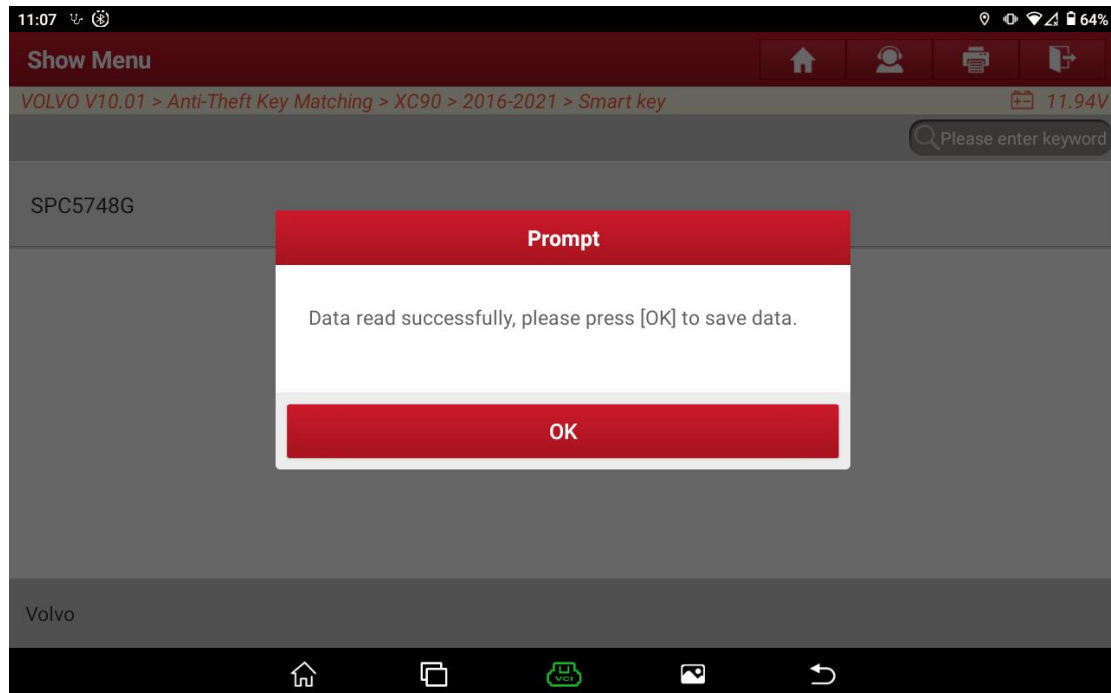 11:07
64%
Show Menu
VOLVO V10.01 > Anti-Theft Key Matching > XC90 > 2016-2021 > Smart key
11.94V
Please enter keyword
SPC5748G
Prompt
Data read successfully, please press [OK] to save data.
OK
Volvo
VCI